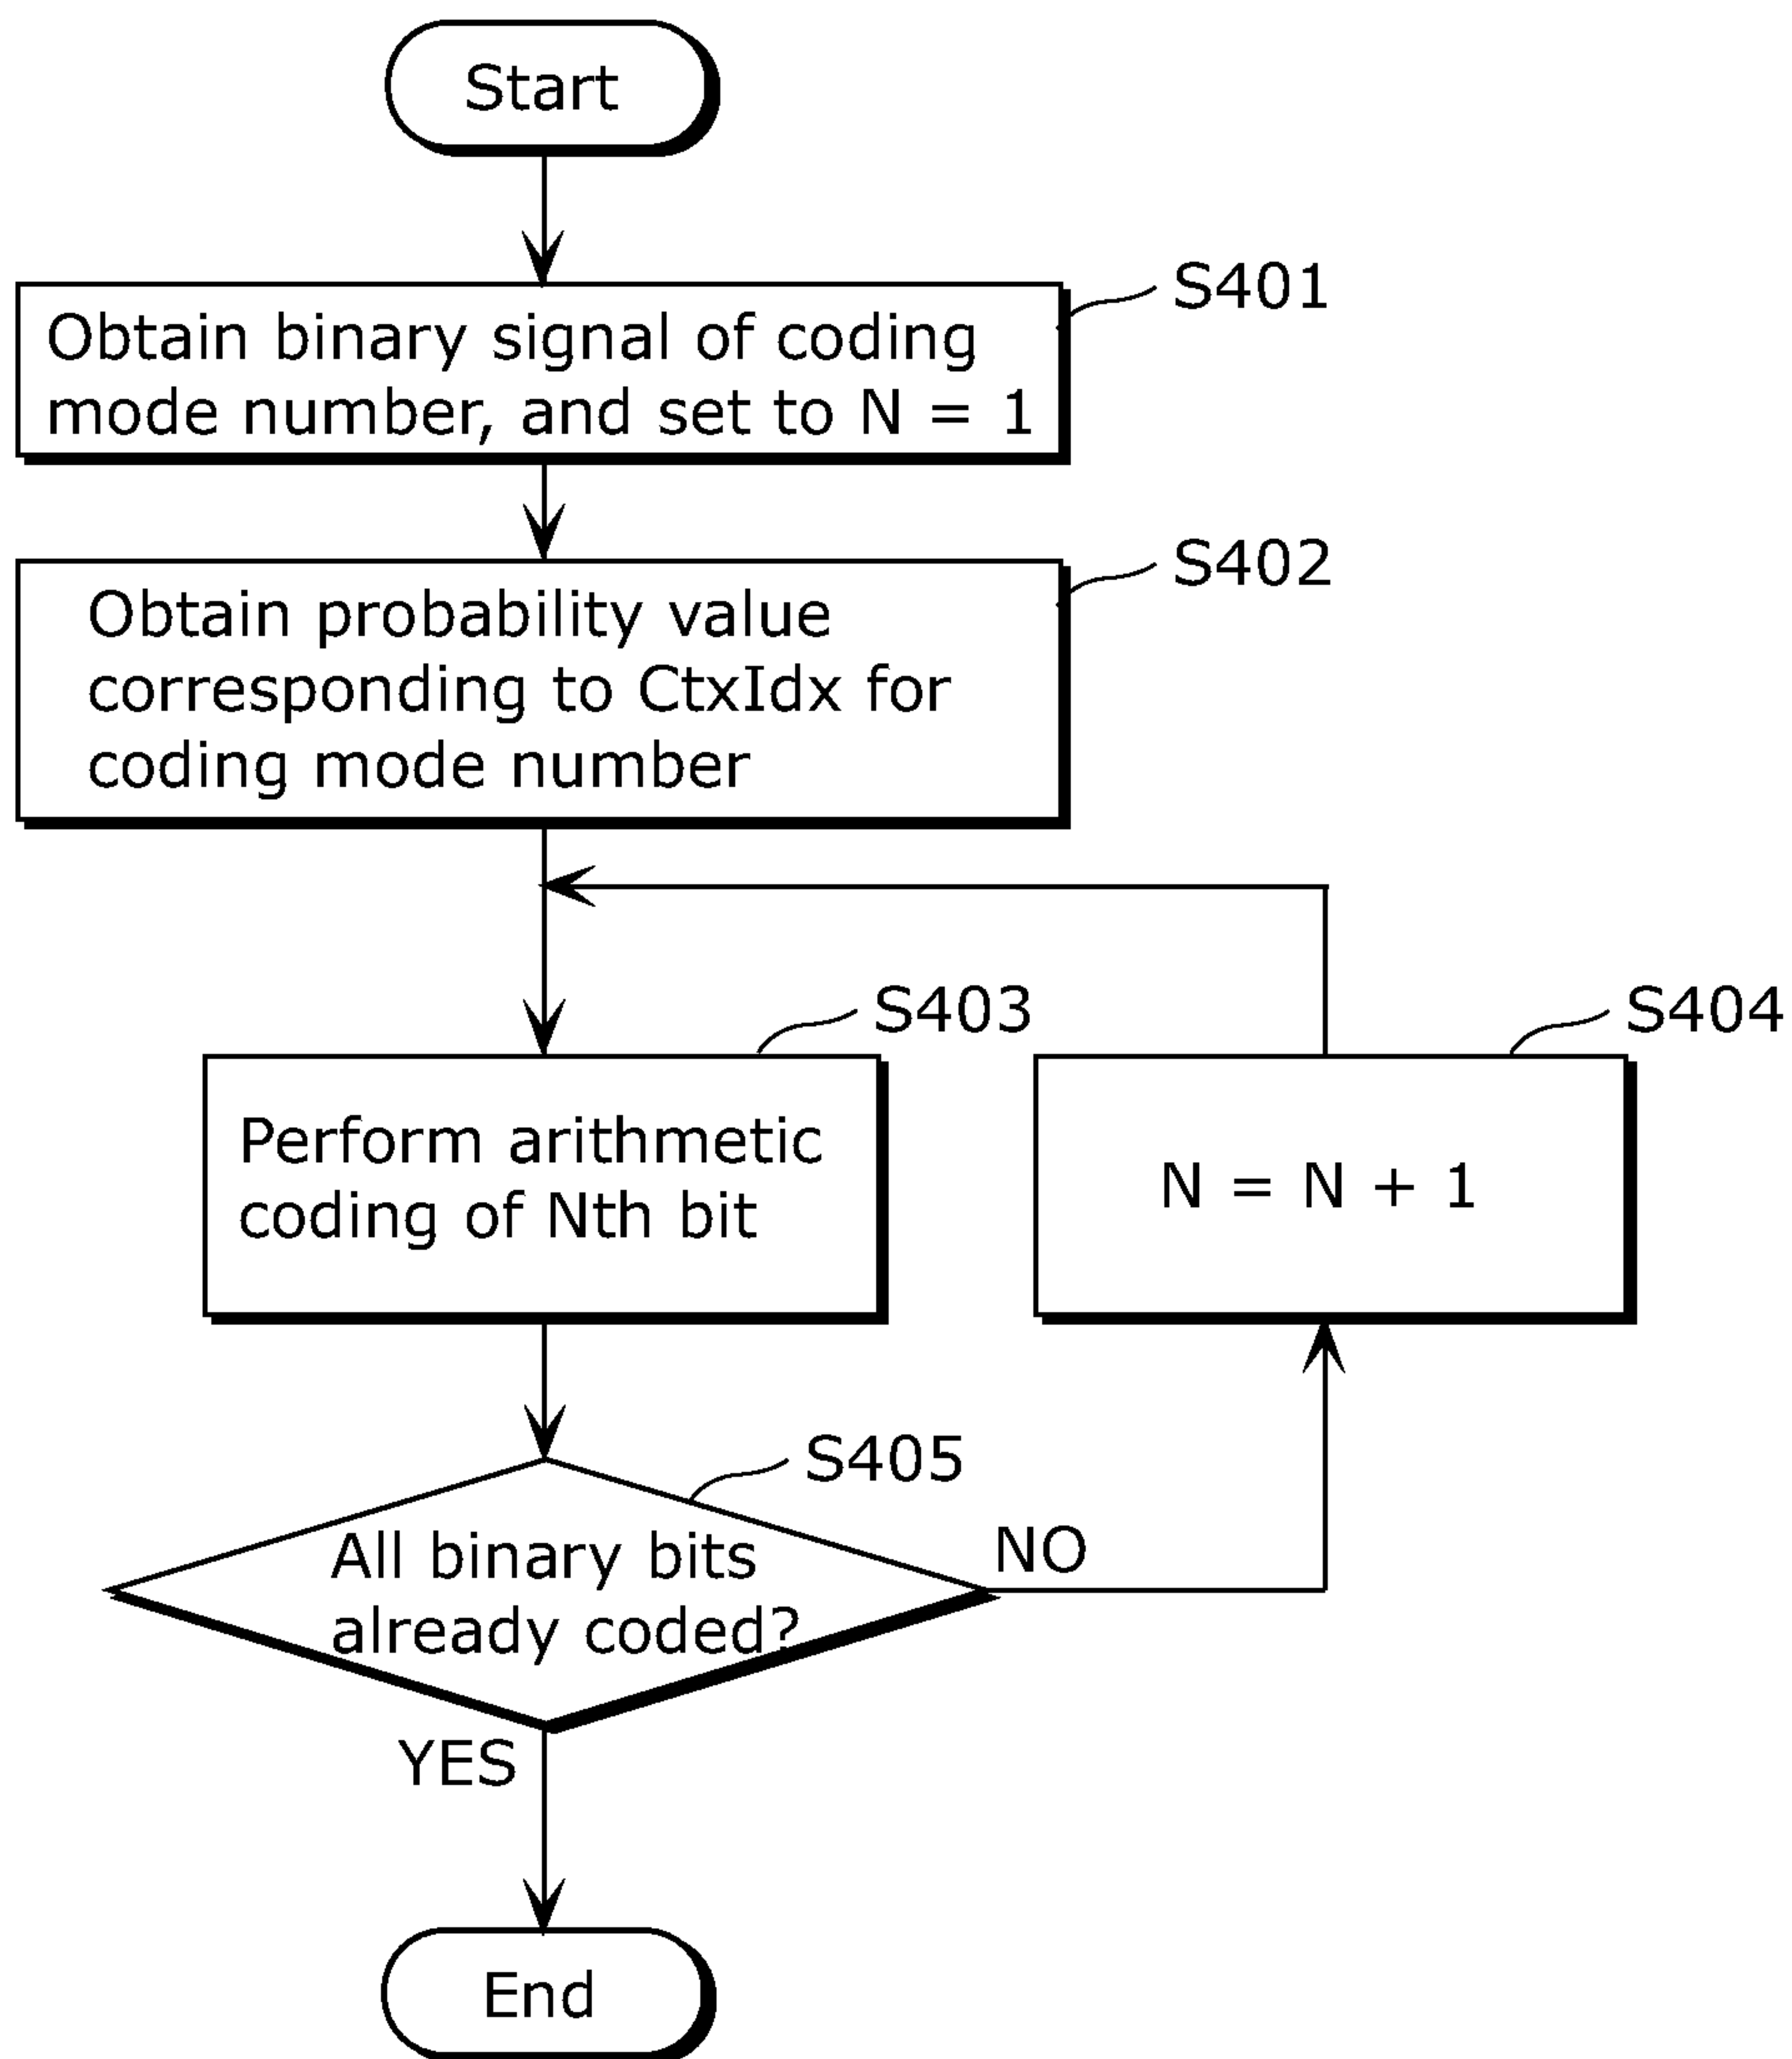 Start
S401
Obtain binary signal of coding
mode number, and set to N = 1
S402
Obtain probability value
corresponding to CtxIdx for
coding mode number
S403
S404
Perform arithmetic
coding of Nth bit
N = N + 1
S405
All binary bits
already coded?
NO
YES
End